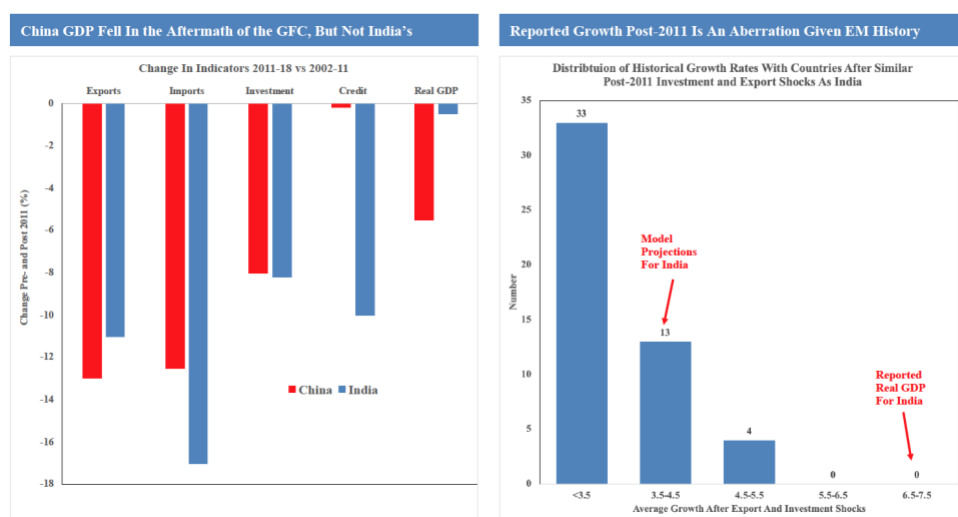 China GDP Fell In the Aftermath of the GFC, But Not India's
Change In Indicators 2011-18 vs 2002-11
Exports
Imports
Investment
Credit
Real GDP
0
-2
-4
-6
-8
-10
-12
-14
-16
-18
Change Pre- and Post 2011 (%)
China
India
Reported Growth Post-2011 Is An Aberration Given EM History
Distribtuion of Historical Growth Rates With Countries After Similar
Post-2011 Investment and Export Shocks As India
35
30
25
20
15
10
5
0
Number
33
13
4
0
0
Model
Projections
For India
Reported
Real GDP
For India
<3.5
3.5-4.5
4.5-5.5
5.5-6.5
6.5-7.5
Average Growth After Export And Investment Shocks